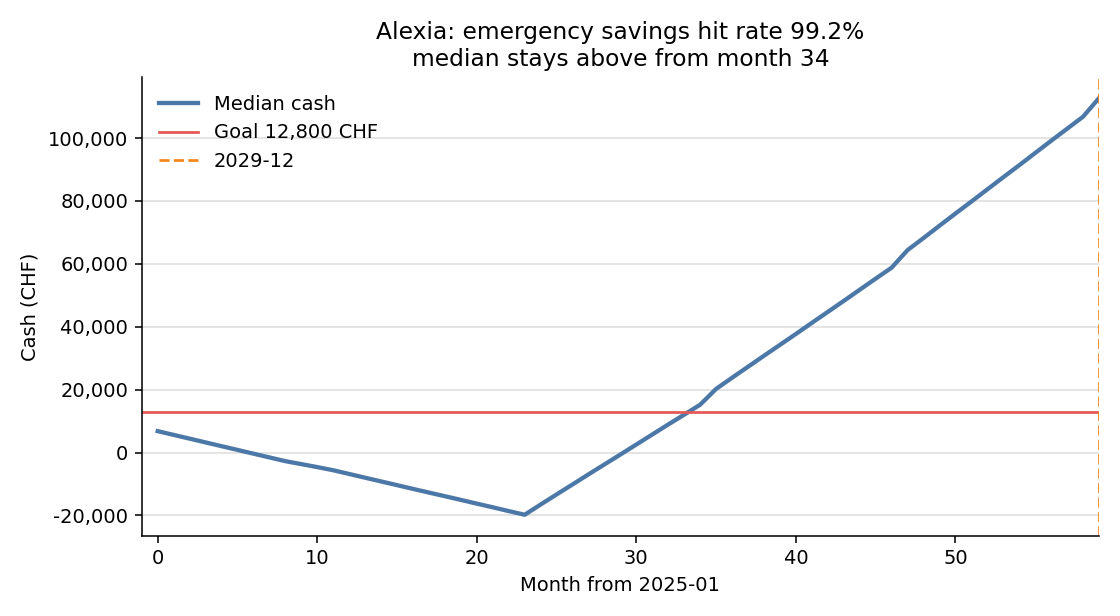 Alexia: emergency savings hit rate 99.2%
median stays above from month 34
Median cash
Goal 12,800 CHF
2029-12
Cash (CHF)
100,000
80,000
60,000
40,000
20,000
0
-20,000
0 10 20 30 40 50
Month from 2025-01